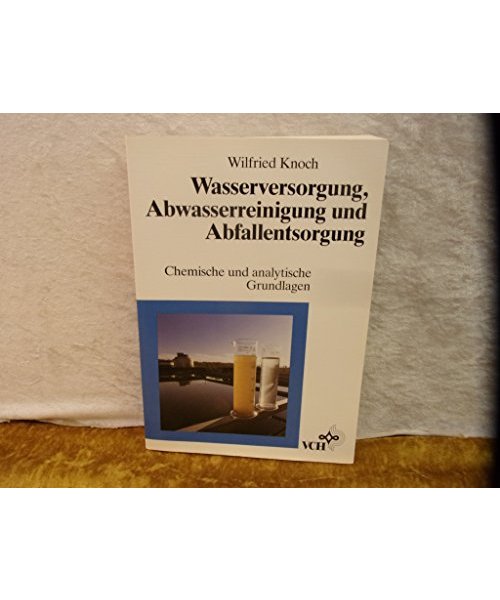 Wilfried Knoch
Wasserversorgung,
Abwasserreinigung und
Abfallentsorgung
Chemische und analytische
Grundlagen
VCH